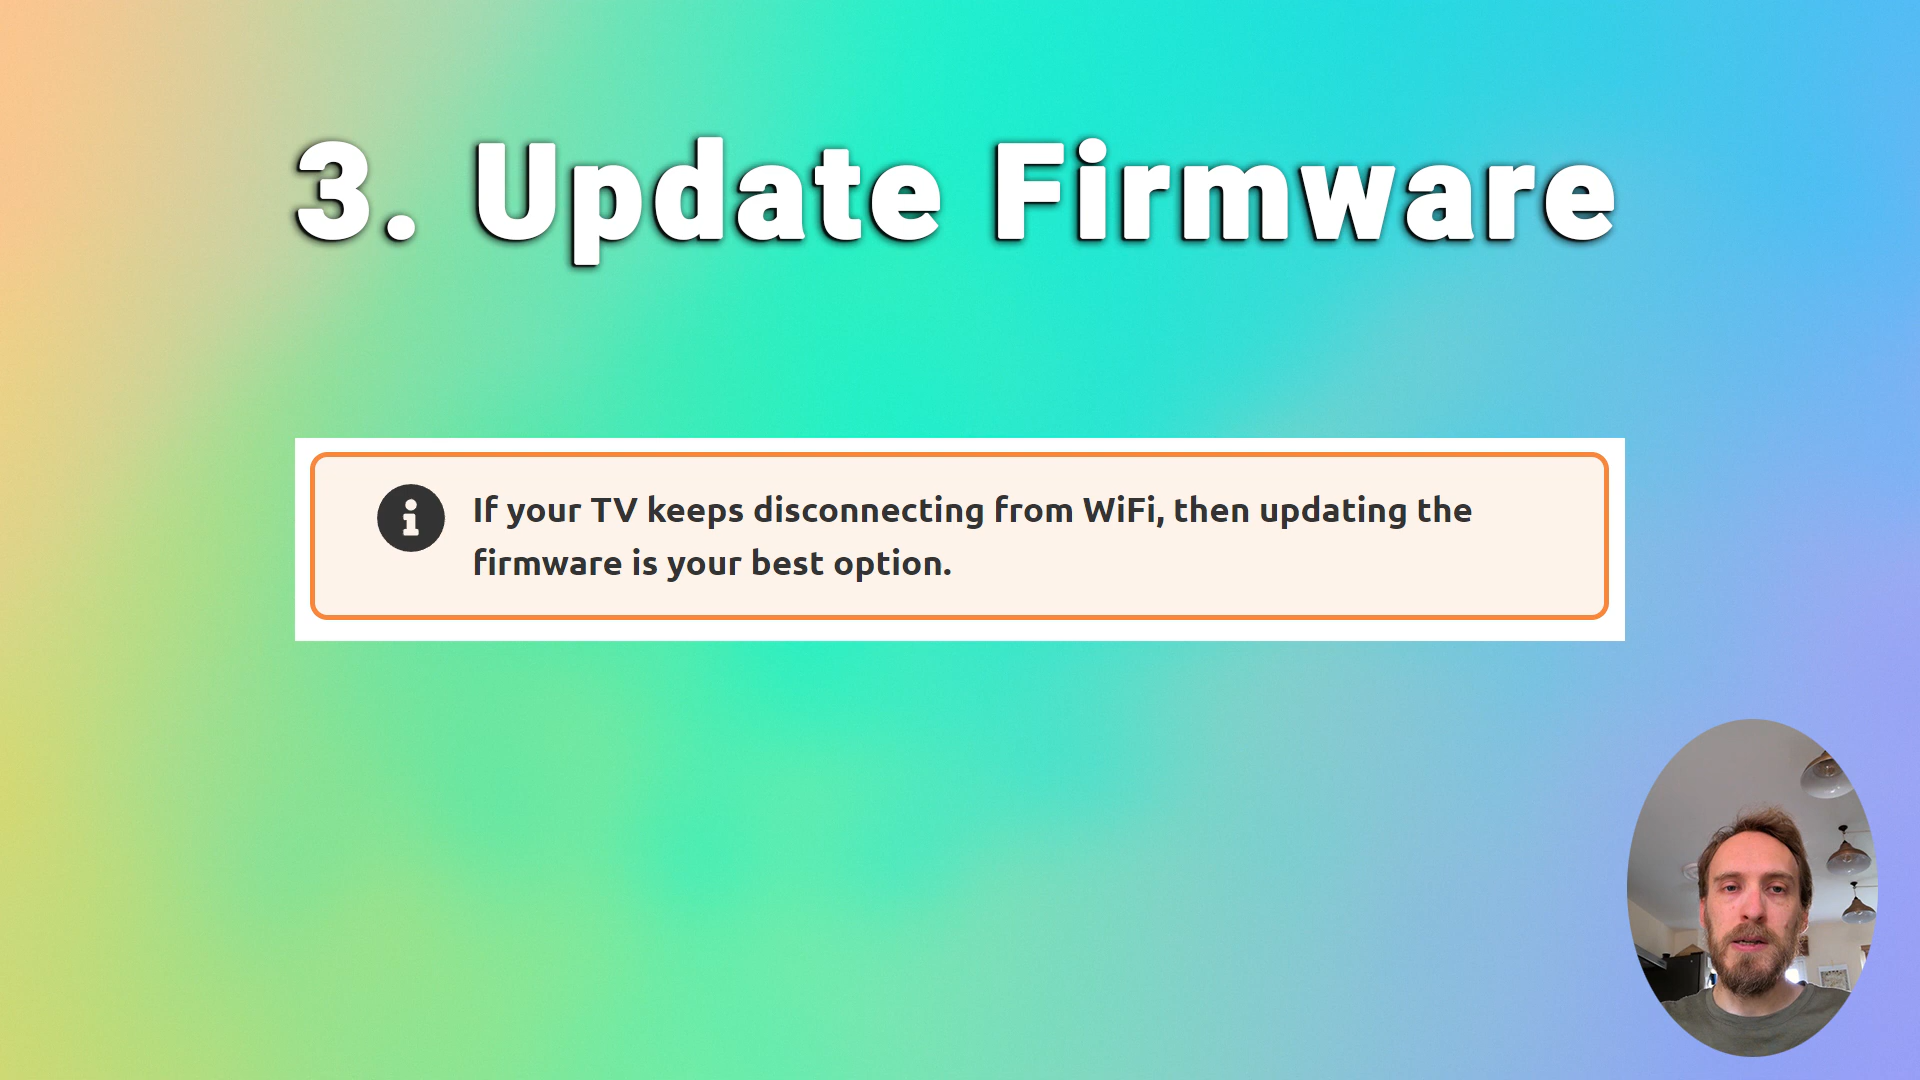 3. Update Firmware
If your TV keeps disconnecting from WiFi, then updating the
firmware is your best option.